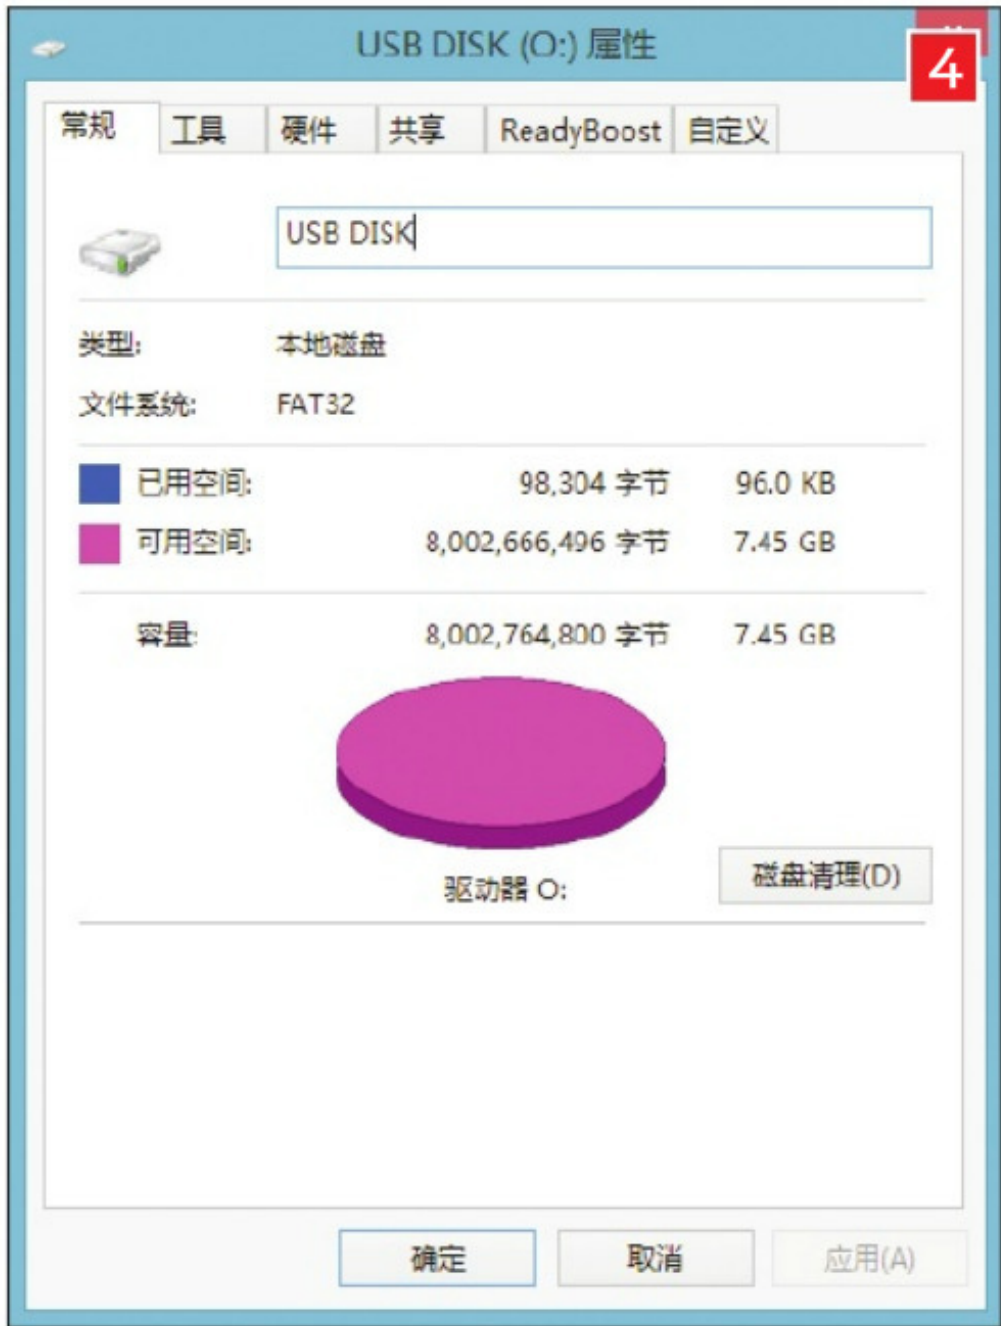 USB DISK (O:) 属性
4
常规 工具 硬件 共享 ReadyBoost 自定义
USB DISK
类型: 本地磁盘
文件系统: FAT32
已用空间: 98,304 字节 96.0 KB
可用空间: 8,002,666,496 字节 7.45 GB
容量: 8,002,764,800 字节 7.45 GB
驱动器 O:
磁盘清理(D)
确定 取消 应用(A)